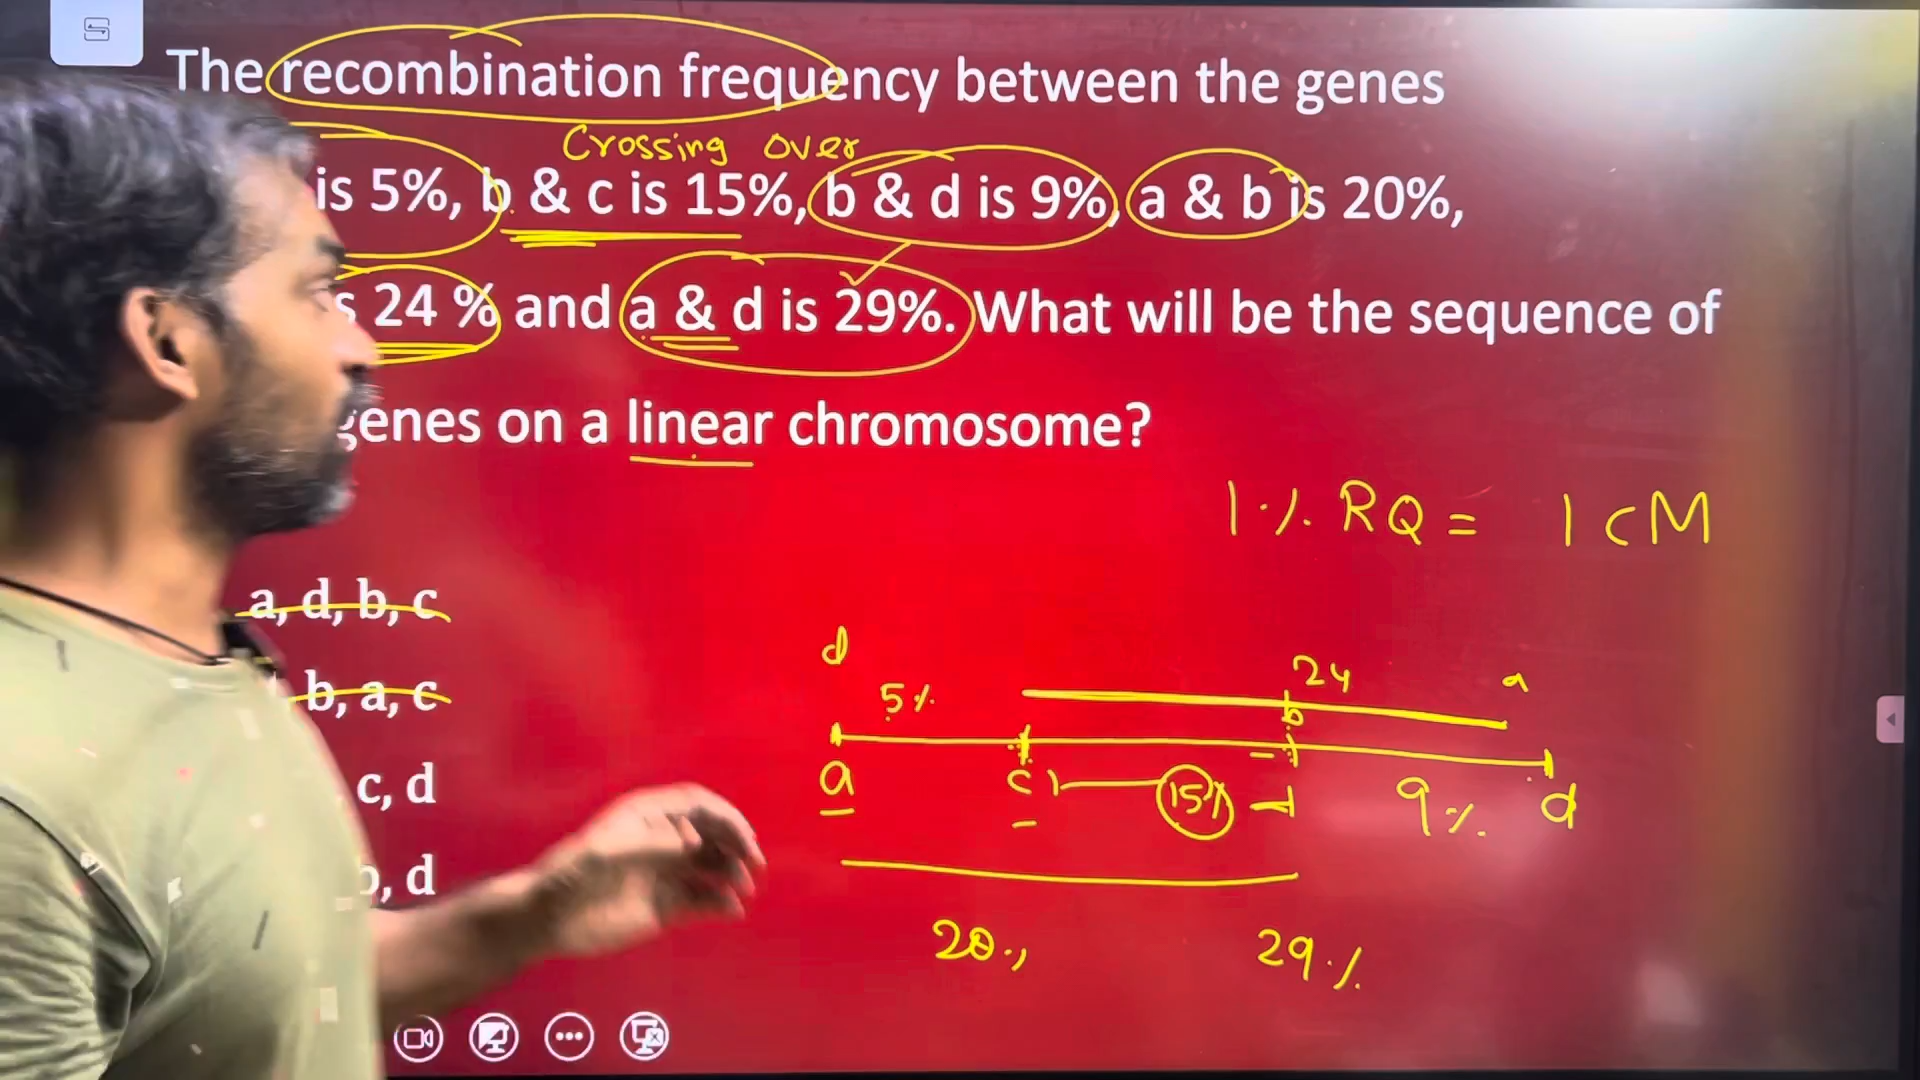 The recombination frequency between the genes
Crossing over
is 5%, b & c is 15%, b & d is 9%, a & b is 20%,
24 % and a & d is 29%. What will be the sequence of
genes on a linear chromosome?
1% RQ = 1 cM
a, d, b, c
b, a, c
c, d
b, d
d
5%
24
a
b
a
c
15%
9%
d
20%
29%